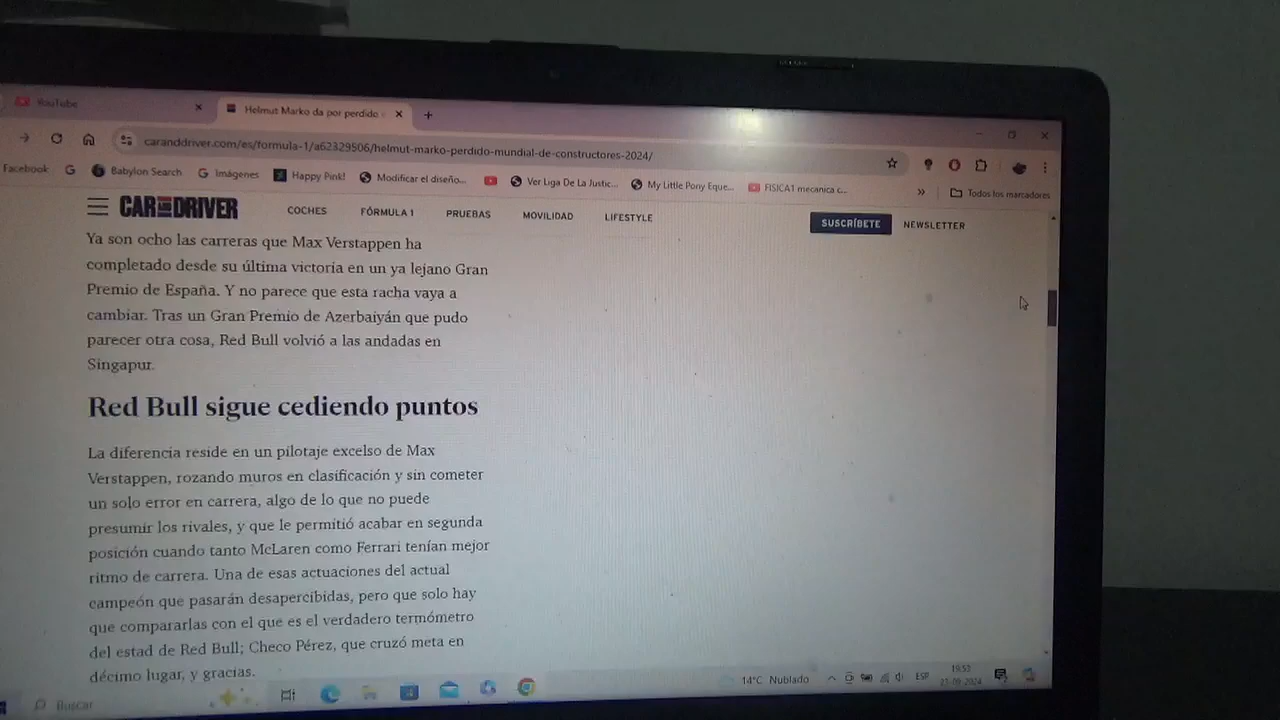 YouTube
Helmut Marko da por perdido
caranddriver.com/es/formula-1/a62329506/helmut-marko-perdido-mundial-de-constructores-2024/
Facebook
Babylon Search
Imágenes
Happy Pink!
Modificar el diseño...
Ver Liga De La Justic...
My Little Pony Eque...
FISICA1 mecanica c...
»
Todos los marcadores
CAR AND DRIVER
COCHES
FÓRMULA 1
PRUEBAS
MOVILIDAD
LIFESTYLE
SUSCRÍBETE
NEWSLETTER
Ya son ocho las carreras que Max Verstappen ha
completado desde su última victoria en un ya lejano Gran
Premio de España. Y no parece que esta racha vaya a
cambiar. Tras un Gran Premio de Azerbaiyán que pudo
parecer otra cosa, Red Bull volvió a las andadas en
Singapur.
Red Bull sigue cediendo puntos
La diferencia reside en un pilotaje excelso de Max
Verstappen, rozando muros en clasificación y sin cometer
un solo error en carrera, algo de lo que no puede
presumir los rivales, y que le permitió acabar en segunda
posición cuando tanto McLaren como Ferrari tenían mejor
ritmo de carrera. Una de esas actuaciones del actual
campeón que pasarán desapercibidas, pero que solo hay
que compararlas con el que es el verdadero termómetro
del estad de Red Bull; Checo Pérez, que cruzó meta en
décimo lugar, y gracias.
Buscar
14°C Nublado
ESP
19:53
23-09-2024